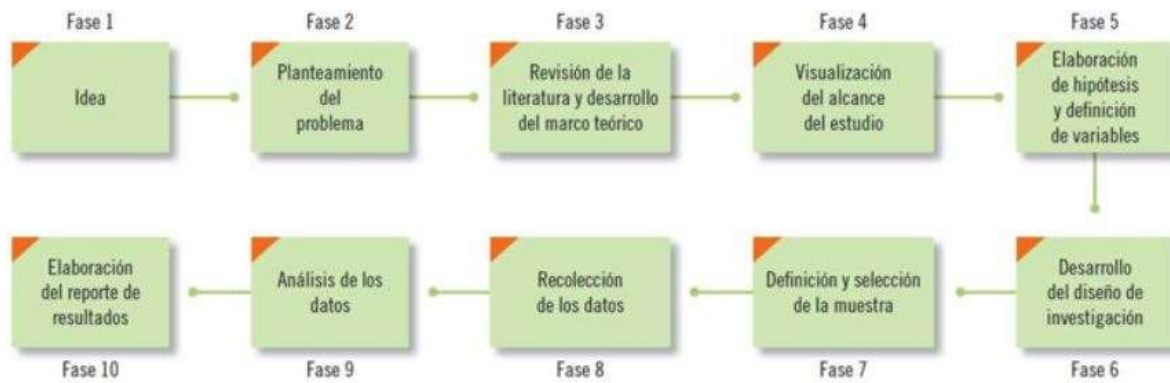 Fase 1
Idea
Fase 2
Planteamiento
del
problema
Fase 3
Revisión de la
literatura y desarrollo
del marco teórico
Fase 4
Visualización
del alcance
del estudio
Fase 5
Elaboración
de hipótesis
y definición
de variables
Desarrollo
del diseño de
investigación
Fase 6
Definición y selección
de la muestra
Fase 7
Recolección
de los datos
Fase 8
Análisis de los
datos
Fase 9
Elaboración
del reporte de
resultados
Fase 10